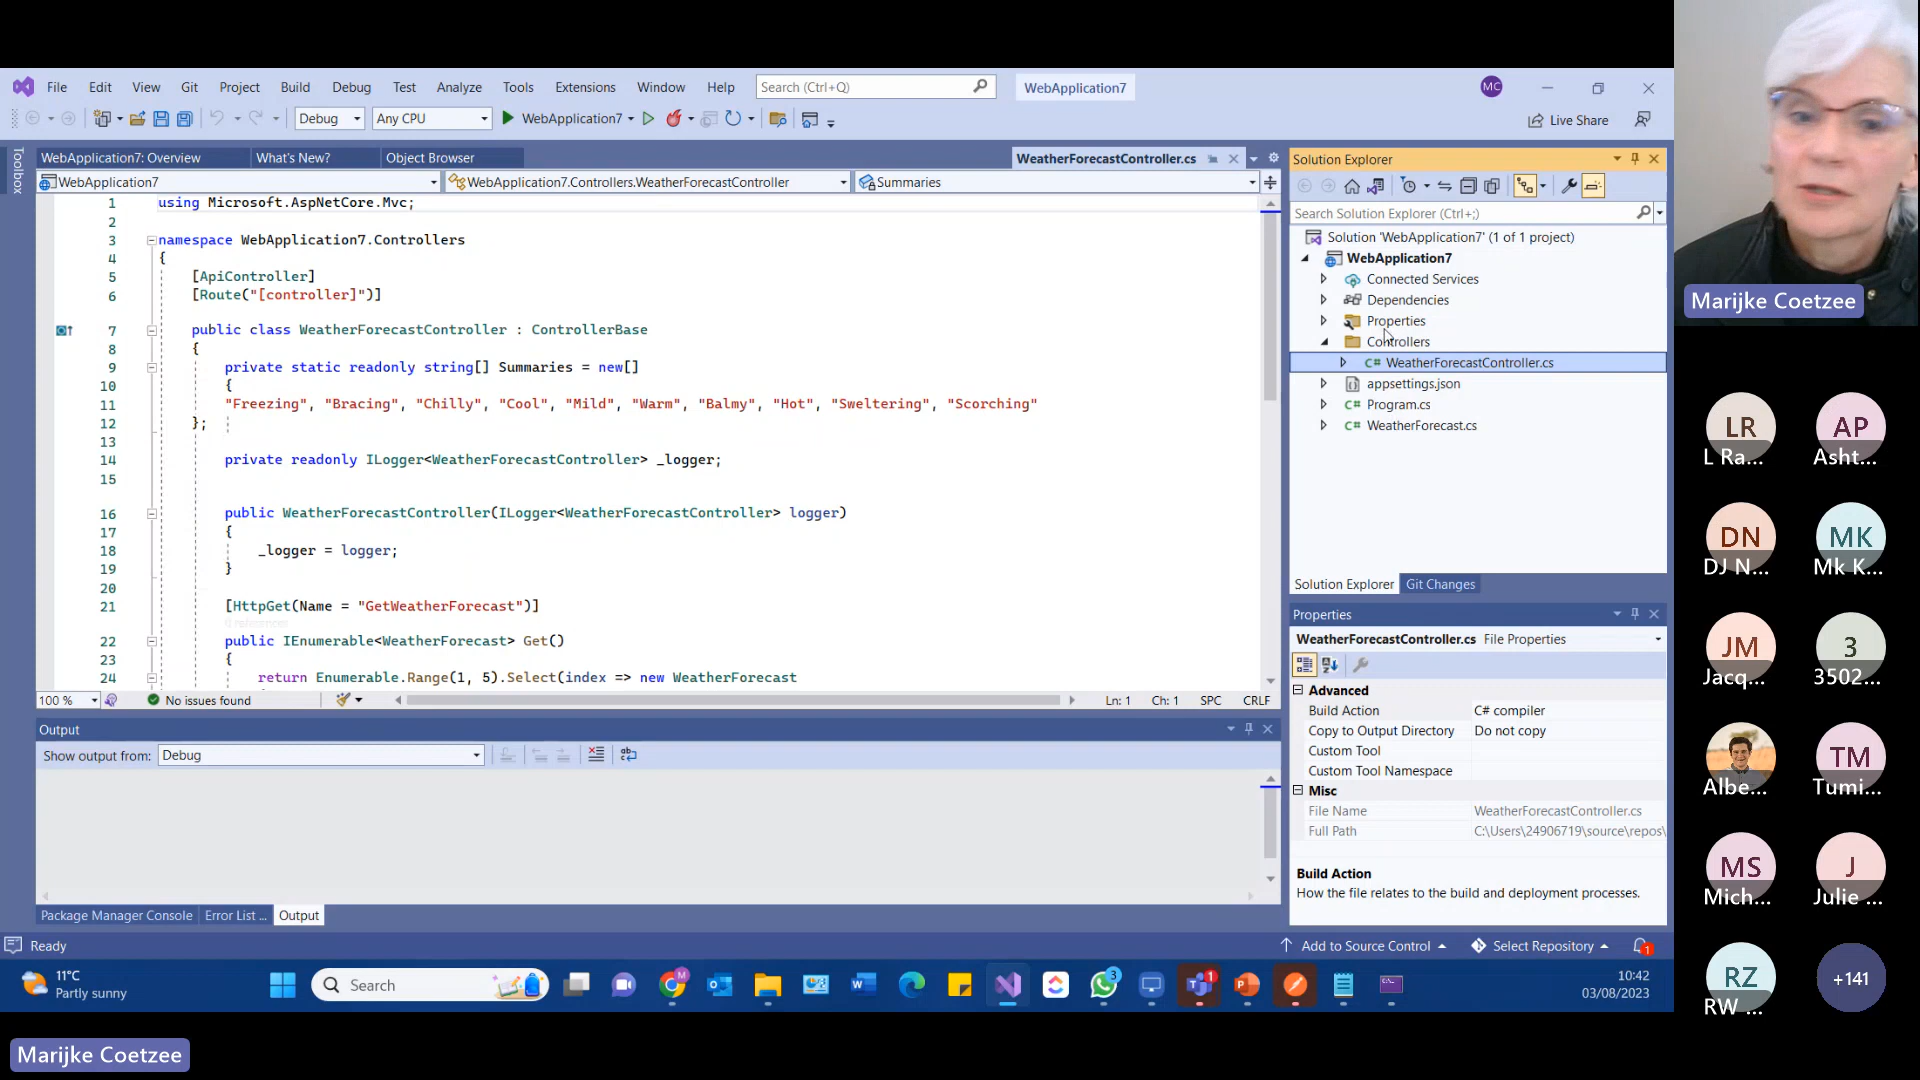 File Edit View Git Project Build Debug Test Analyze Tools Extensions Window Help Search (Ctrl+Q) WebApplication7 MC
Debug Any CPU WebApplication7 Live Share
Toolbox
WebApplication7: Overview What's New? Object Browser WeatherForecastController.cs
WebApplication7 WebApplication7.Controllers.WeatherForecastController Summaries
1 using Microsoft.AspNetCore.Mvc;
2
3 namespace WebApplication7.Controllers
4 {
5 [ApiController]
6 [Route("[controller]")]
7 public class WeatherForecastController : ControllerBase
8 {
9 private static readonly string[] Summaries = new[]
10 {
11 "Freezing", "Bracing", "Chilly", "Cool", "Mild", "Warm", "Balmy", "Hot", "Sweltering", "Scorching"
12 };
13
14 private readonly ILogger<WeatherForecastController> _logger;
15
16 public WeatherForecastController(ILogger<WeatherForecastController> logger)
17 {
18 _logger = logger;
19 }
20
21 [HttpGet(Name = "GetWeatherForecast")]
22 public IEnumerable<WeatherForecast> Get()
23 {
24 return Enumerable.Range(1, 5).Select(index => new WeatherForecast
100 % No issues found Ln: 1 Ch: 1 SPC CRLF
Output
Show output from: Debug
Package Manager Console Error List ... Output
Solution Explorer
Search Solution Explorer (Ctrl+;)
Solution 'WebApplication7' (1 of 1 project)
WebApplication7
Connected Services
Dependencies
Properties
Controllers
C# WeatherForecastController.cs
appsettings.json
C# Program.cs
C# WeatherForecast.cs
Solution Explorer Git Changes
Properties
WeatherForecastController.cs File Properties
Advanced
Build Action C# compiler
Copy to Output Directory Do not copy
Custom Tool
Custom Tool Namespace
Misc
File Name WeatherForecastController.cs
Full Path C:\Users\24906719\source\repos\
Build Action
How the file relates to the build and deployment processes.
Ready Add to Source Control Select Repository 1
11°C
Partly sunny
Search
3
1
10:42
03/08/2023
Marijke Coetzee
Marijke Coetzee
LR AP
L Ra... Asht...
DN MK
DJ N... Mk K...
JM 3
Jacq... 3502...
TM
Albe... Tumi...
MS J
Mich... Julie ...
RZ +141
RW ...